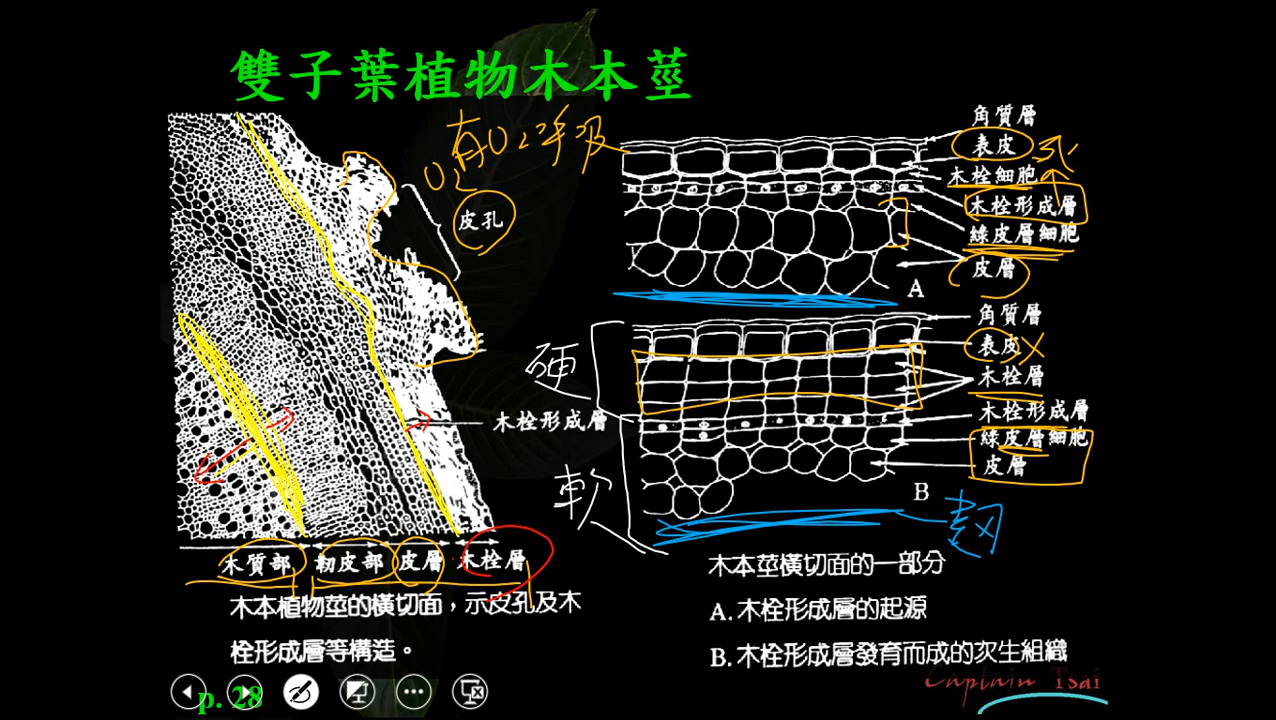 雙子葉植物木本莖
有O2呼吸
O2
皮孔
木栓形成層
木質部 韌皮部 皮層 木栓層
木本植物莖的橫切面，示皮孔及木
栓形成層等構造。
角質層
表皮
木栓細胞
木栓形成層
綠皮層細胞
皮層
A
硬
軟
角質層
表皮
木栓層
木栓形成層
綠皮層細胞
皮層
B
韌
木本莖橫切面的一部分
A. 木栓形成層的起源
B. 木栓形成層發育而成的次生組織
Captain Tsai
p. 28